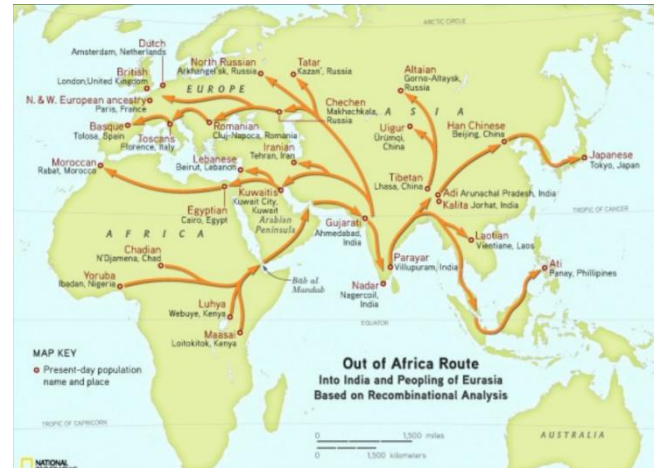 ARCTIC CIRCLE
Dutch
Amsterdam, Netherlands
British
London, United Kingdom
N. & W. European ancestry
Paris, France
Basque
Tolosa, Spain
Toscans
Florence, Italy
North Russian
Arkhangel'sk, Russia
EUROPE
Tatar
Kazan', Russia
Chechen
Makhachkala,
Russia
Romanian
Cluj-Napoca, Romania
Altaian
Gorno-Altaysk,
Russia
ASIA
Uigur
Ürümqi,
China
Han Chinese
Beijing, China
Japanese
Tokyo, Japan
Iranian
Tehran, Iran
Lebanese
Beirut, Lebanon
Moroccan
Rabat, Morocco
Kuwaitis
Kuwait City,
Kuwait
Egyptian
Cairo, Egypt
Arabian
Peninsula
Tibetan
Lhasa, China
Adi Arunachal Pradesh, India
Kalita Jorhat, India
TROPIC OF CANCER
Gujarati
Ahmedabad,
India
AFRICA
Chadian
N'Djamena, Chad
Yoruba
Ibadan, Nigeria
Bab al
Mandab
Parayar
Villupuram, India
Nadar
Nagercoil,
India
Laotian
Vientiane, Laos
Ati
Panay, Phillipines
Luhya
Webuye, Kenya
Maasai
Loitokitok, Kenya
EQUATOR
MAP KEY
Present-day population
name and place
Out of Africa Route
Into India and Peopling of Eurasia
Based on Recombinational Analysis
TROPIC OF CAPRICORN
0 1,500 miles
0 1,500 kilometers
AUSTRALIA
NATIONAL